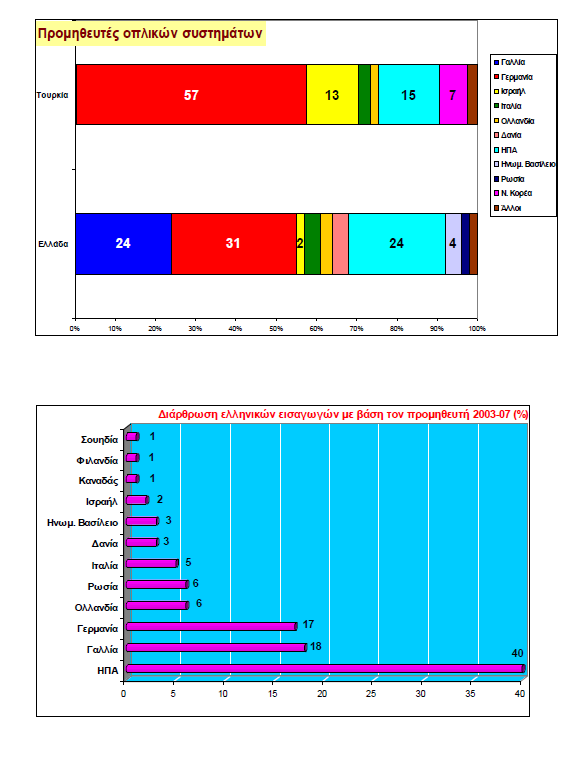 Προμηθευτές οπλικών συστημάτων
Τουρκία
57
13
15
7
Ελλάδα
24
31
2
24
4
0%
10%
20%
30%
40%
50%
60%
70%
80%
90%
100%
Γαλλία
Γερμανία
Ισραήλ
Ιταλία
Ολλανδία
Δανία
ΗΠΑ
Ηνωμ. Βασίλειο
Ρωσία
Ν. Κορέα
Άλλοι
Διάρθρωση ελληνικών εισαγωγών με βάση τον προμηθευτή 2003-07 (%)
Σουηδία 1
Φιλανδία 1
Καναδάς 1
Ισραήλ 2
Ηνωμ. Βασίλειο 3
Δανία 3
Ιταλία 5
Ρωσία 6
Ολλανδία 6
Γερμανία 17
Γαλλία 18
ΗΠΑ 40
0 5 10 15 20 25 30 35 40